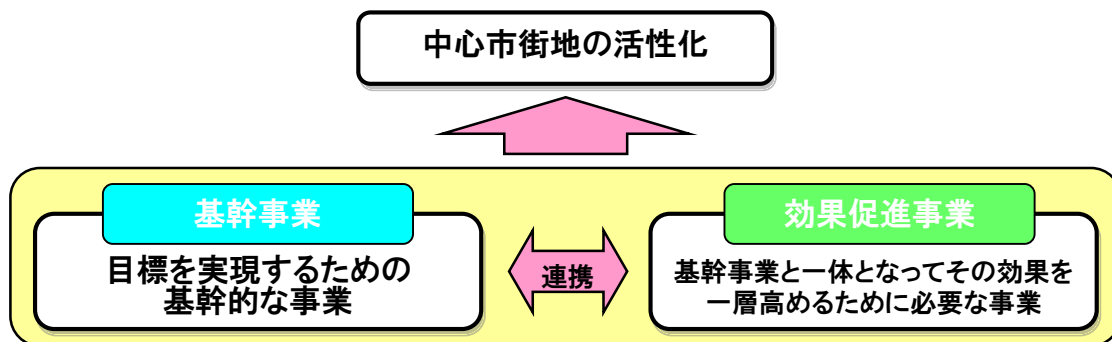 中心市街地の活性化
基幹事業
目標を実現するための
基幹的な事業
連携
効果促進事業
基幹事業と一体となってその効果を
一層高めるために必要な事業